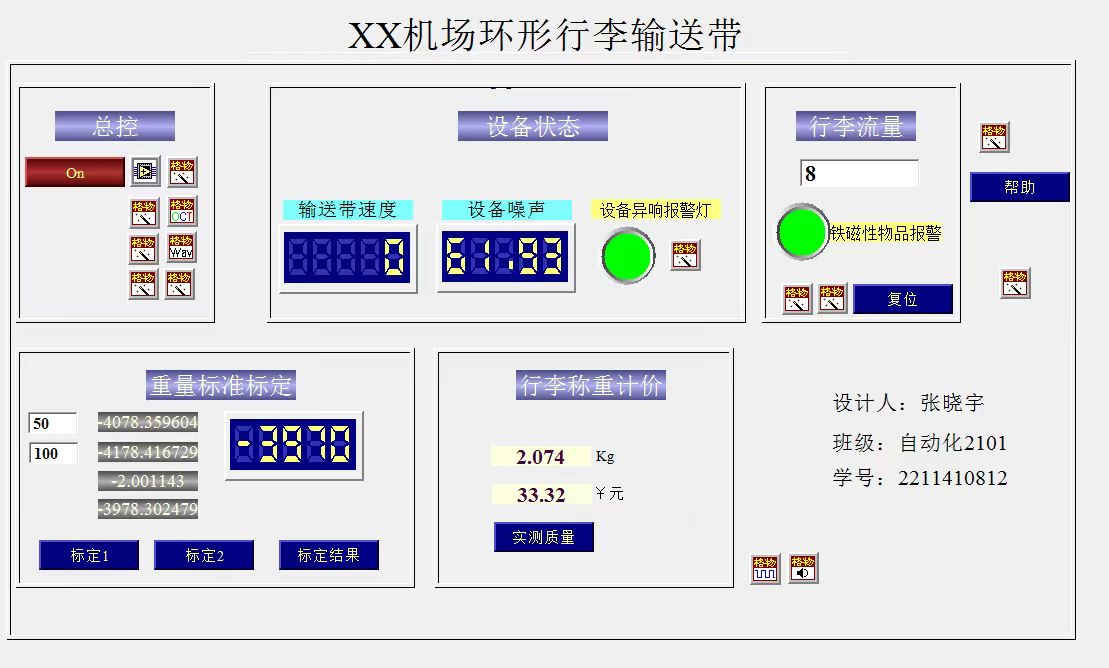 XX机场环形行李输送带
总控
On
格物
格物
格物
OCT
格物
格物
Wav
格物
格物
设备状态
输送带速度
0
设备噪声
61.93
设备异响报警灯
格物
行李流量
8
铁磁性物品报警
格物
格物
复位
格物
帮助
格物
重量标准标定
50
100
-4078.359604
-4178.416729
-2.001143
-3978.302479
-3970
标定1
标定2
标定结果
行李称重计价
2.074 Kg
33.32 ￥元
实测质量
设计人：张晓宇
班级：自动化2101
学号：2211410812
格物
格物